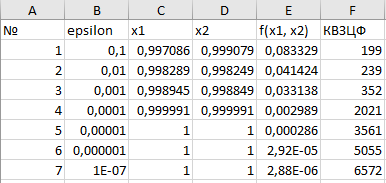 A B C D E F
№ epsilon x1 x2 f(x1, x2) КВЗЦФ
1 0,1 0,997086 0,999079 0,083329 199
2 0,01 0,998289 0,998249 0,041424 239
3 0,001 0,998945 0,998849 0,033138 352
4 0,0001 0,999991 0,999991 0,002989 2021
5 0,00001 1 1 0,000286 3561
6 0,000001 1 1 2,92E-05 5055
7 1E-07 1 1 2,88E-06 6572